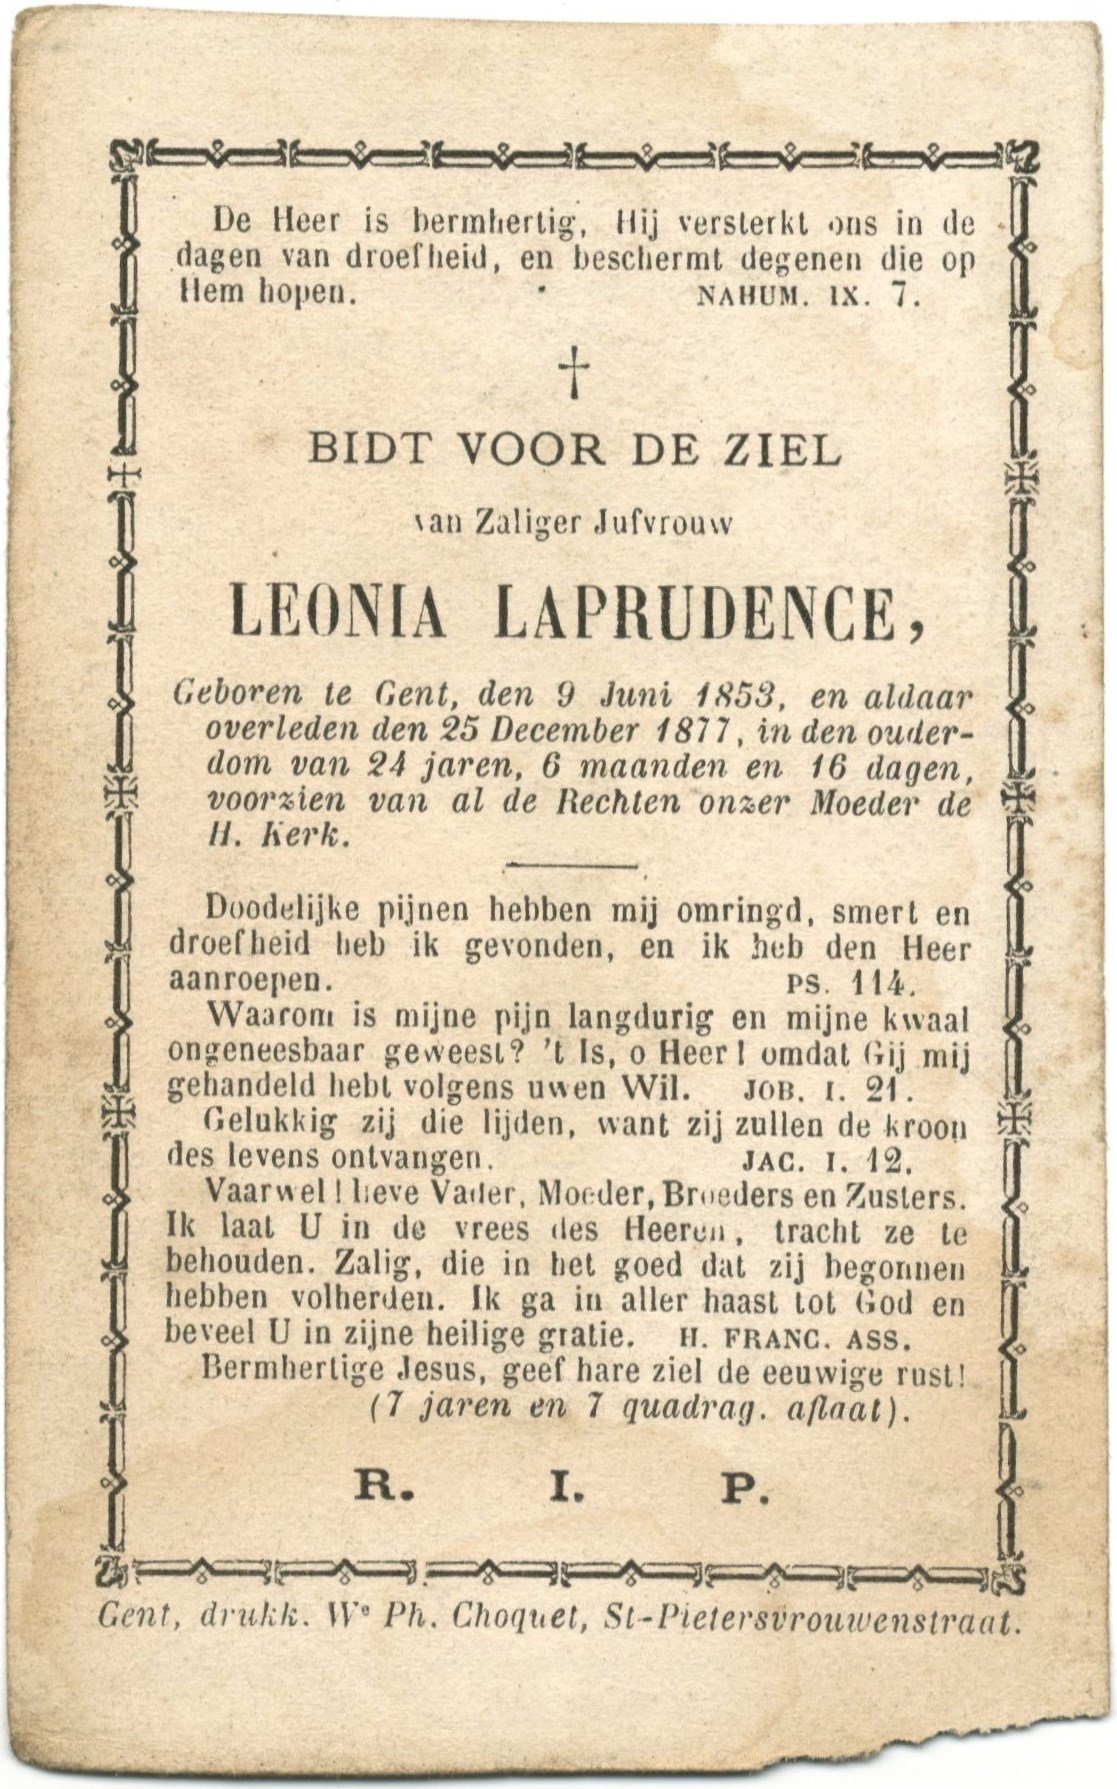 De Heer is bermhertig, Hij versterkt ons in de
dagen van droefheid, en beschermt degenen die op
Hem hopen. NAHUM. IX. 7.
†
BIDT VOOR DE ZIEL
van Zaliger Jufvrouw
LEONIA LAPRUDENCE,
Geboren te Gent, den 9 Juni 1853, en aldaar
overleden den 25 December 1877, in den ouder-
dom van 24 jaren, 6 maanden en 16 dagen,
voorzien van al de Rechten onzer Moeder de
H. Kerk.
Doodelijke pijnen hebben mij omringd, smert en
droefheid heb ik gevonden, en ik heb den Heer
aanroepen. PS. 114.
Waarom is mijne pijn langdurig en mijne kwaal
ongeneesbaar geweest? 't Is, o Heer! omdat Gij mij
gehandeld hebt volgens uwen Wil. JOB. I. 21.
Gelukkig zij die lijden, want zij zullen de kroon
des levens ontvangen. JAC. I. 12.
Vaarwel! lieve Vader, Moeder, Broeders en Zusters.
Ik laat U in de vrees des Heeren, tracht ze te
behouden. Zalig, die in het goed dat zij begonnen
hebben volherden. Ik ga in aller haast tot God en
beveel U in zijne heilige gratie. H. FRANC. ASS.
Bermhertige Jesus, geef hare ziel de eeuwige rust!
(7 jaren en 7 quadrag. aflaat).
R. I. P.
Gent, drukk. We Ph. Choquet, St-Pietersvrouwenstraat.